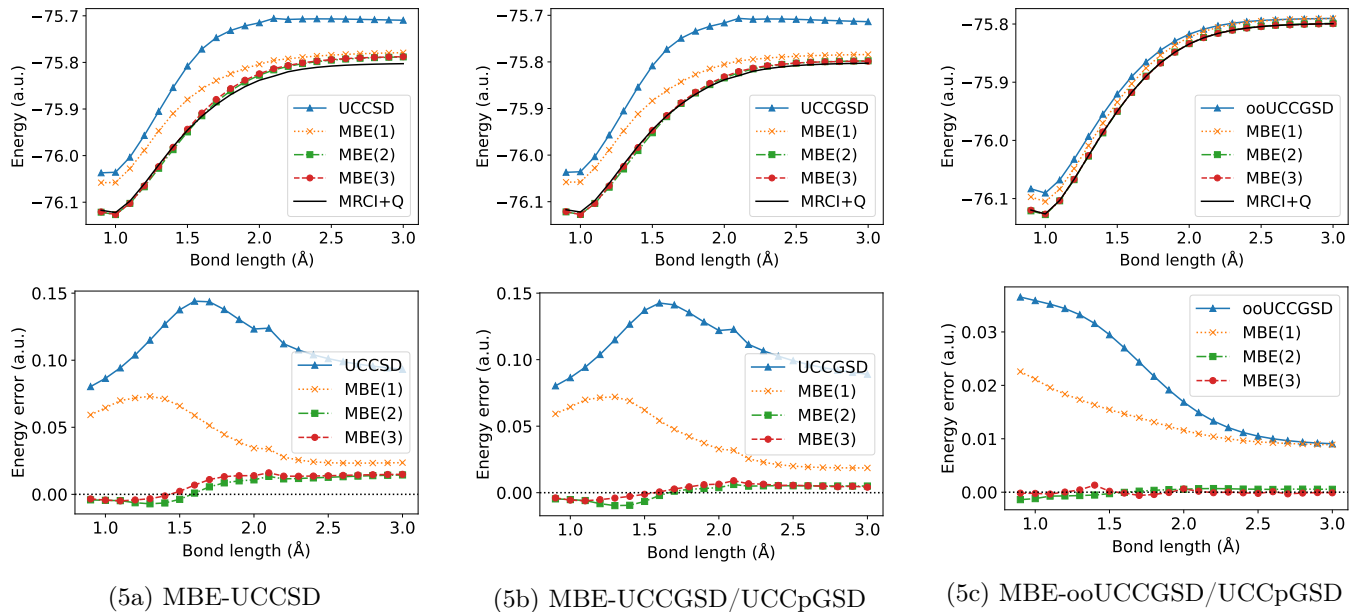 −75.7
−75.8
−75.9
−76.0
−76.1
Energy (a.u.)
UCCSD
MBE(1)
MBE(2)
MBE(3)
MRCI+Q
1.0 1.5 2.0 2.5 3.0
Bond length (Å)
−75.7
−75.8
−75.9
−76.0
−76.1
Energy (a.u.)
UCCGSD
MBE(1)
MBE(2)
MBE(3)
MRCI+Q
1.0 1.5 2.0 2.5 3.0
Bond length (Å)
−75.8
−75.9
−76.0
−76.1
Energy (a.u.)
ooUCCGSD
MBE(1)
MBE(2)
MBE(3)
MRCI+Q
1.0 1.5 2.0 2.5 3.0
Bond length (Å)
0.15
0.10
0.05
0.00
Energy error (a.u.)
UCCSD
MBE(1)
MBE(2)
MBE(3)
1.0 1.5 2.0 2.5 3.0
Bond length (Å)
0.15
0.10
0.05
0.00
Energy error (a.u.)
UCCGSD
MBE(1)
MBE(2)
MBE(3)
1.0 1.5 2.0 2.5 3.0
Bond length (Å)
0.03
0.02
0.01
0.00
Energy error (a.u.)
ooUCCGSD
MBE(1)
MBE(2)
MBE(3)
1.0 1.5 2.0 2.5 3.0
Bond length (Å)
(5a) MBE-UCCSD
(5b) MBE-UCCGSD/UCCpGSD
(5c) MBE-ooUCCGSD/UCCpGSD